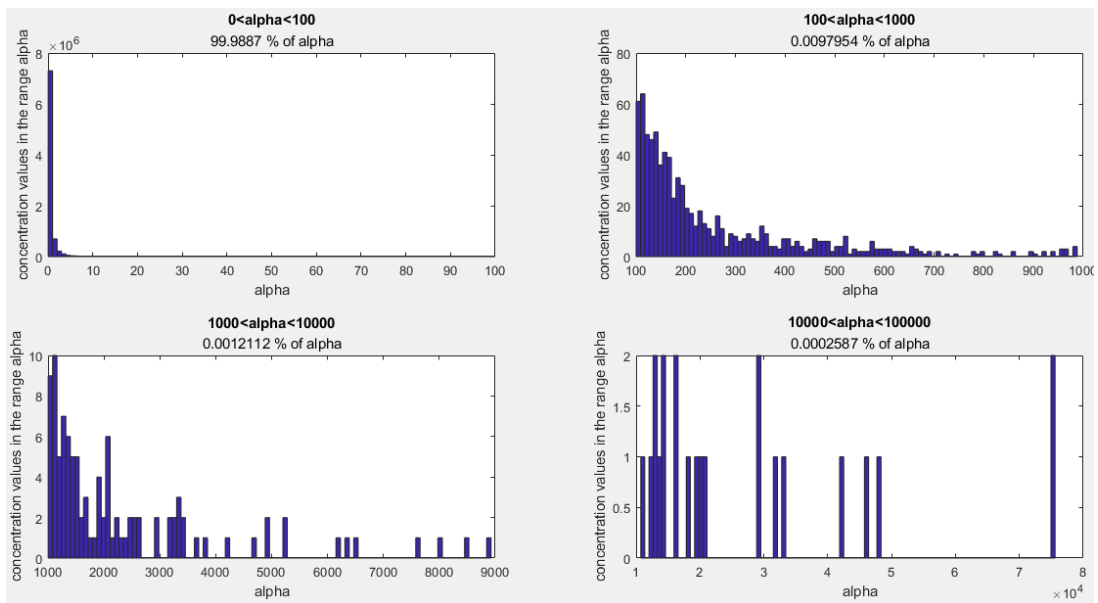 0<alpha<100
99.9887 % of alpha
×10^6
8
6
4
2
0
0 10 20 30 40 50 60 70 80 90 100
alpha
concentration values in the range alpha
100<alpha<1000
0.0097954 % of alpha
80
60
40
20
0
100 200 300 400 500 600 700 800 900 1000
alpha
concentration values in the range alpha
1000<alpha<10000
0.0012112 % of alpha
10
8
6
4
2
0
1000 2000 3000 4000 5000 6000 7000 8000 9000
alpha
concentration values in the range alpha
10000<alpha<100000
0.0002587 % of alpha
2
1.5
1
0.5
0
1 2 3 4 5 6 7 8
alpha
×10^4
concentration values in the range alpha